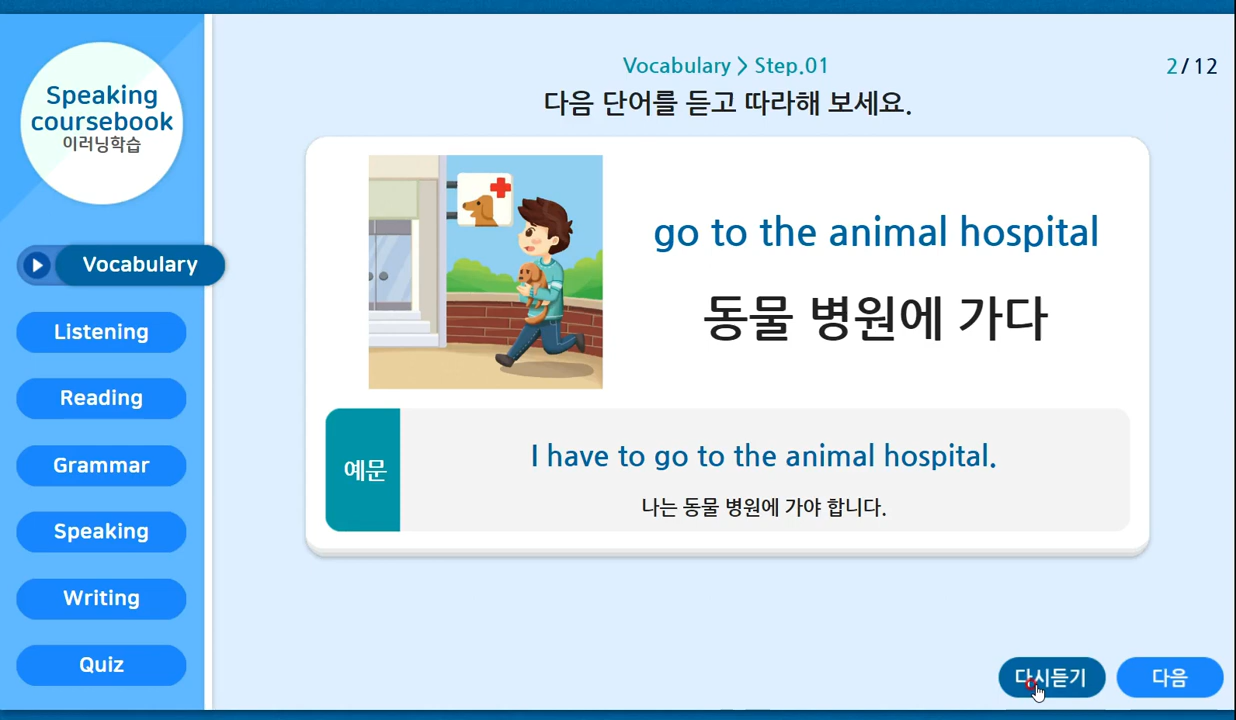 Speaking
coursebook
이러닝학습
Vocabulary
Listening
Reading
Grammar
Speaking
Writing
Quiz
Vocabulary > Step.01
2/12
다음 단어를 듣고 따라해 보세요.
go to the animal hospital
동물 병원에 가다
예문
I have to go to the animal hospital.
나는 동물 병원에 가야 합니다.
다시듣기
다음